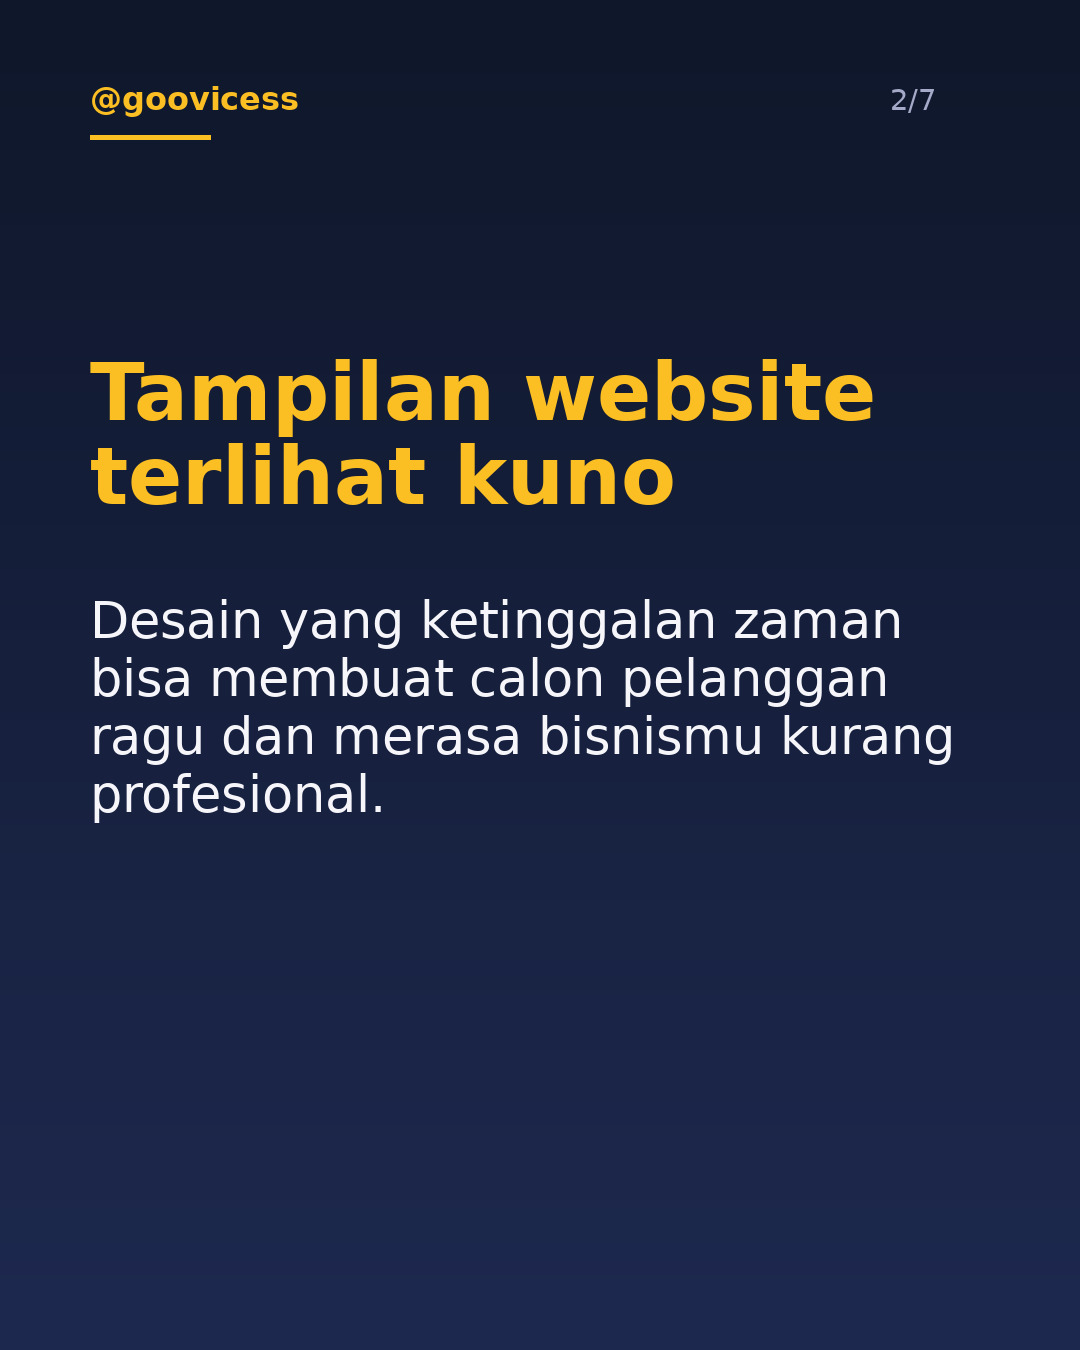 @goovicess
2/7
Tampilan website
terlihat kuno
Desain yang ketinggalan zaman
bisa membuat calon pelanggan
ragu dan merasa bisnismu kurang
profesional.